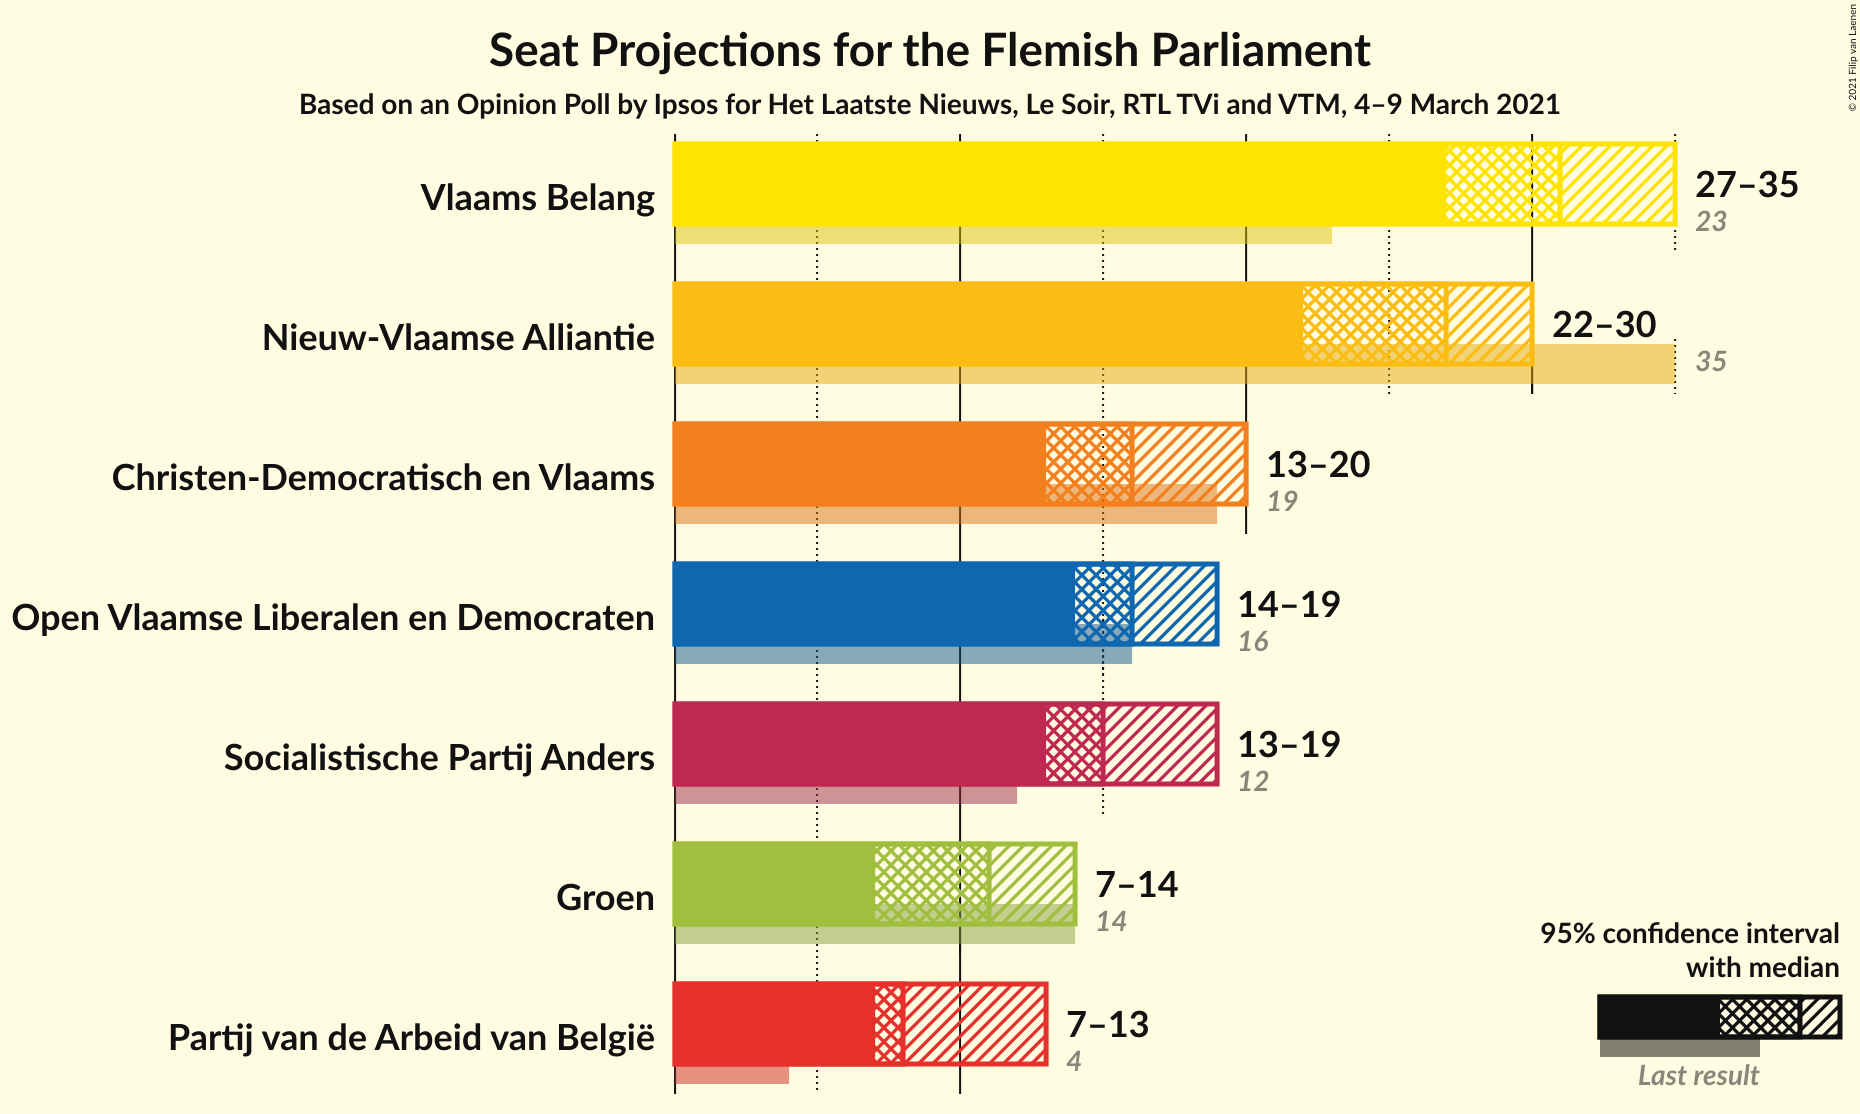 Seat Projections for the Flemish Parliament
Based on an Opinion Poll by Ipsos for Het Laatste Nieuws, Le Soir, RTL TVi and VTM, 4–9 March 2021
© 2021 Filip van Laenen
Vlaams Belang
27–35
23
Nieuw-Vlaamse Alliantie
22–30
35
Christen-Democratisch en Vlaams
13–20
19
Open Vlaamse Liberalen en Democraten
14–19
16
Socialistische Partij Anders
13–19
12
Groen
7–14
14
Partij van de Arbeid van België
7–13
4
95% confidence interval
with median
Last result